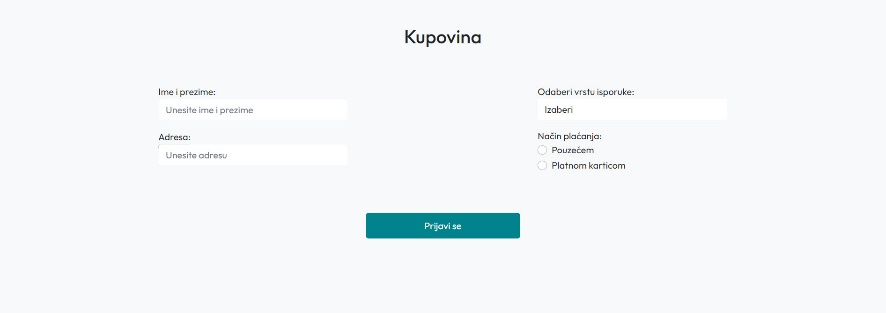 Kupovina
Ime i prezime:
Unesite ime i prezime
Adresa:
Unesite adresu
Odaberi vrstu isporuke:
Izaberi
Način plaćanja:
Pouzećem
Platnom karticom
Prijavi se